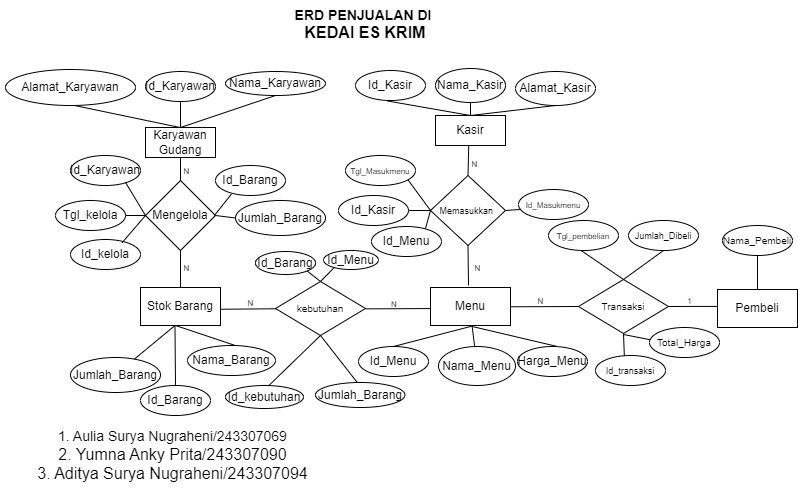 ERD PENJUALAN DI
KEDAI ES KRIM
Alamat_Karyawan
Id_Karyawan
Nama_Karyawan
Id_Kasir
Nama_Kasir
Alamat_Kasir
Karyawan
Gudang
Kasir
N
N
Id_Karyawan
Id_Barang
Tgl_Masukmenu
Tgl_kelola
Mengelola
Jumlah_Barang
Id_Kasir
Memasukkan
Id_Masukmenu
Id_kelola
Id_Menu
Tgl_pembelian
Jumlah_Dibeli
Nama_Pembeli
N
Id_Barang
Id_Menu
N
Stok Barang
N
kebutuhan
N
Menu
N
Transaksi
1
Pembeli
Jumlah_Barang
Nama_Barang
Id_Barang
Id_kebutuhan
Jumlah_Barang
Id_Menu
Nama_Menu
Harga_Menu
Total_Harga
Id_transaksi
1. Aulia Surya Nugraheni/243307069
2. Yumna Anky Prita/243307090
3. Aditya Surya Nugraheni/243307094